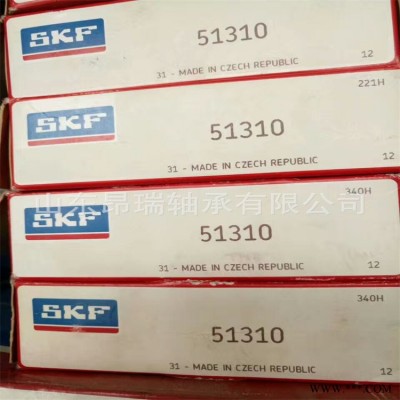 SKF
51310
31 - MADE IN CZECH REPUBLIC
12
221H
SKF
51310
31 - MADE IN CZECH REPUBLIC
12
340H
山东昂瑞轴承有限公司
SKF
51310
31 - MADE IN CZECH REPUBLIC
12
340H
SKF
51310
31 - MADE IN CZECH REPUBLIC
12